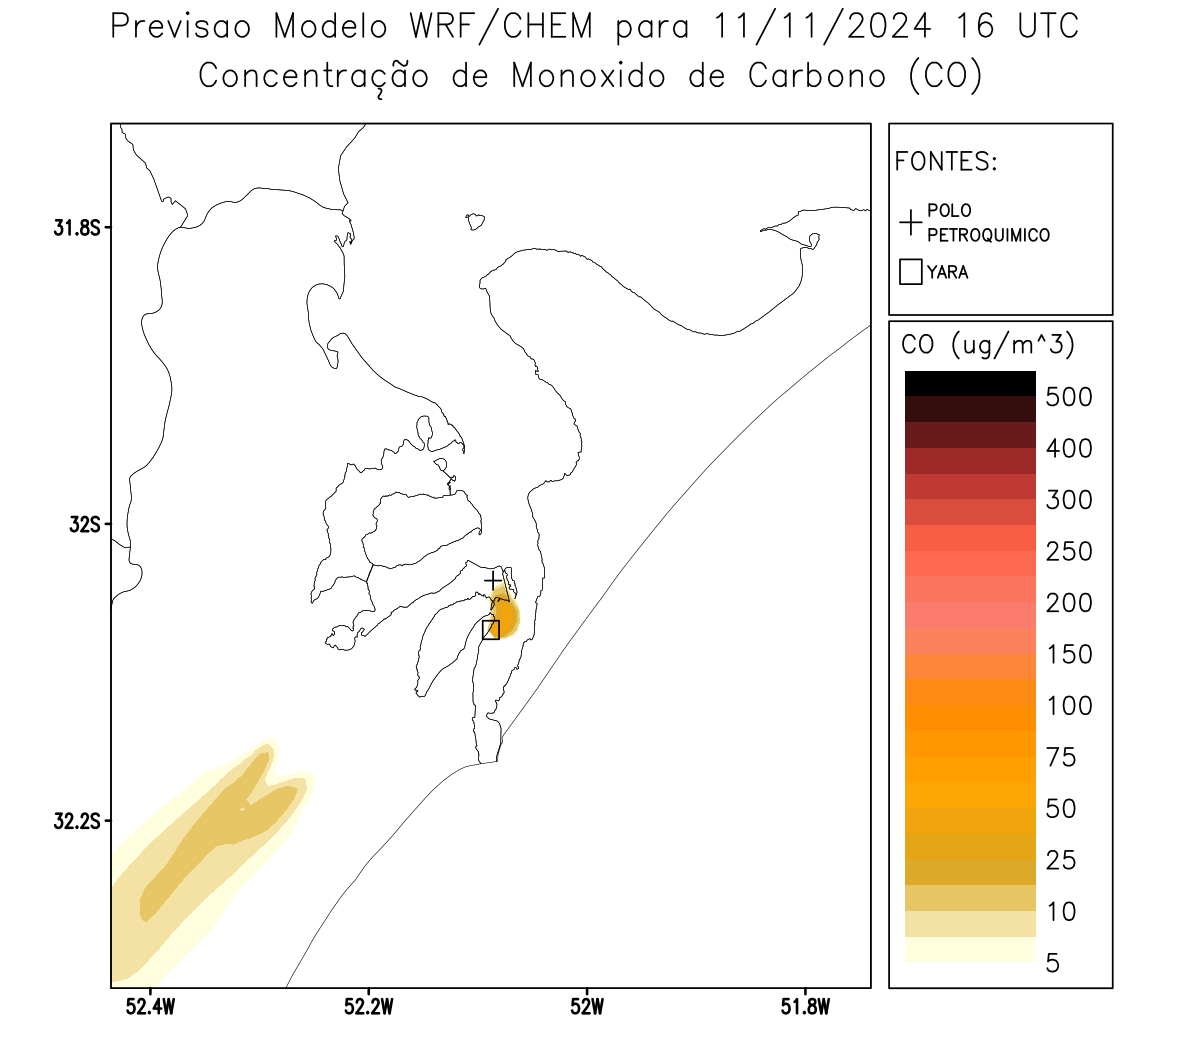 Previsao Modelo WRF/CHEM para 11/11/2024 16 UTC
Concentração de Monoxido de Carbono (CO)
FONTES:
POLO
PETROQUIMICO
YARA
CO (ug/m^3)
500
400
300
250
200
150
100
75
50
25
10
5
31.8S
32S
32.2S
52.4W
52.2W
52W
51.8W